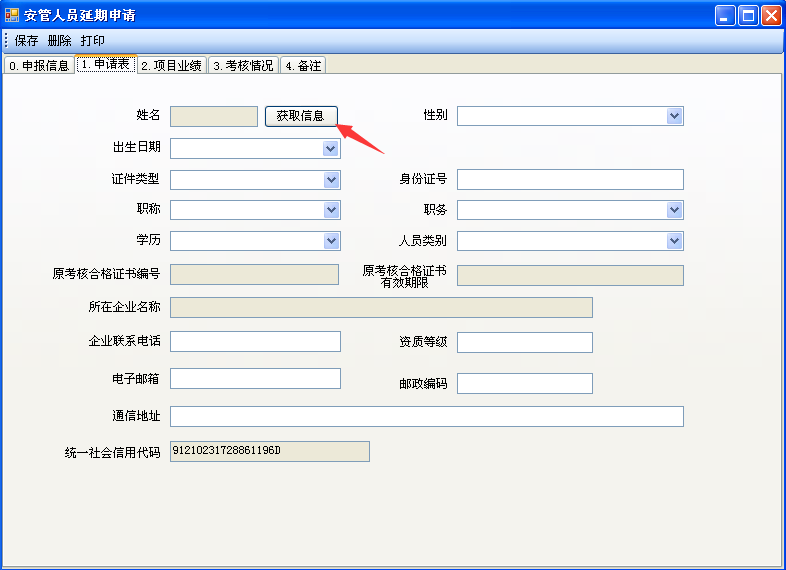 安管人员延期申请
保存 删除 打印
0.申报信息 1.申请表 2.项目业绩 3.考核情况 4.备注
姓名 获取信息 性别
出生日期
证件类型 身份证号
职称 职务
学历 人员类别
原考核合格证书编号 原考核合格证书
有效期限
所在企业名称
企业联系电话 资质等级
电子邮箱 邮政编码
通信地址
统一社会信用代码 91210231728861196D